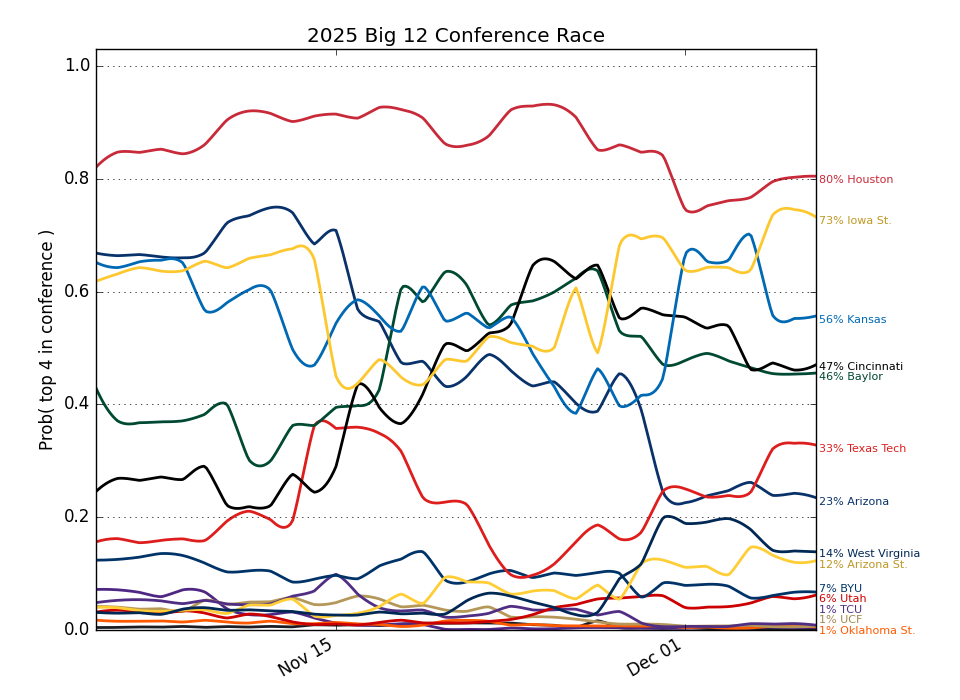 2025 Big 12 Conference Race
Prob( top 4 in conference )
1.0
0.8
0.6
0.4
0.2
0.0
Nov 15
Dec 01
80% Houston
73% Iowa St.
56% Kansas
47% Cincinnati
46% Baylor
33% Texas Tech
23% Arizona
14% West Virginia
12% Arizona St.
7% BYU
6% Utah
1% TCU
1% UCF
1% Oklahoma St.